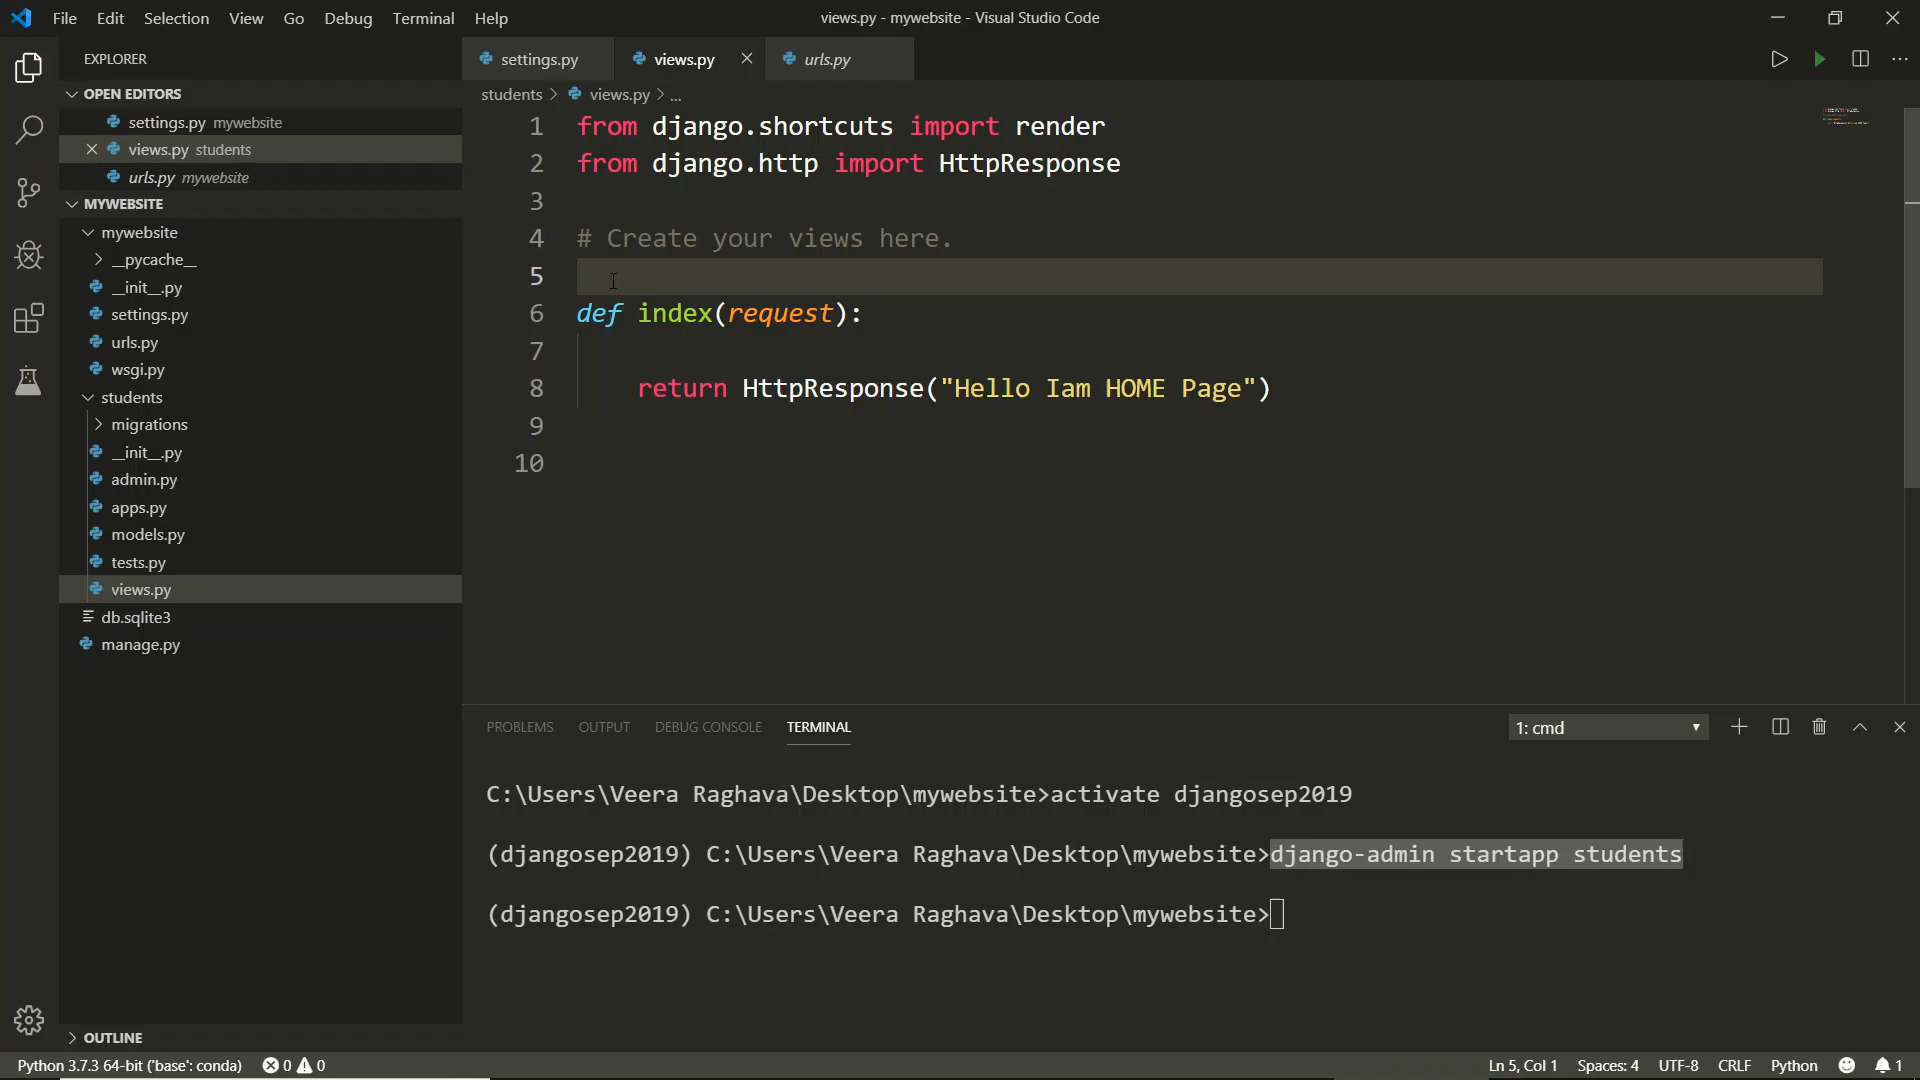 File Edit Selection View Go Debug Terminal Help
views.py - mywebsite - Visual Studio Code
EXPLORER
OPEN EDITORS
settings.py mywebsite
views.py students
urls.py mywebsite
MYWEBSITE
mywebsite
__pycache__
__init__.py
settings.py
urls.py
wsgi.py
students
migrations
__init__.py
admin.py
apps.py
models.py
tests.py
views.py
db.sqlite3
manage.py
OUTLINE
settings.py views.py urls.py
students > views.py > ...
1 from django.shortcuts import render
2 from django.http import HttpResponse
3
4 # Create your views here.
5
6 def index(request):
7
8 return HttpResponse("Hello Iam HOME Page")
9
10
PROBLEMS OUTPUT DEBUG CONSOLE TERMINAL
1: cmd
C:\Users\Veera Raghava\Desktop\mywebsite>activate djangosep2019
(djangosep2019) C:\Users\Veera Raghava\Desktop\mywebsite>django-admin startapp students
(djangosep2019) C:\Users\Veera Raghava\Desktop\mywebsite>
Python 3.7.3 64-bit ('base': conda) 0 0
Ln 5, Col 1 Spaces: 4 UTF-8 CRLF Python 1